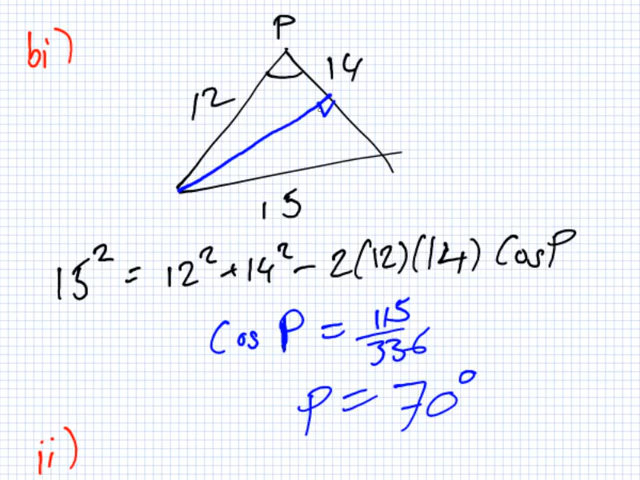 bi)
P
12
14
15
15² = 12² + 14² - 2(12)(14) Cos P
Cos P = 115/336
P = 70°
ii)